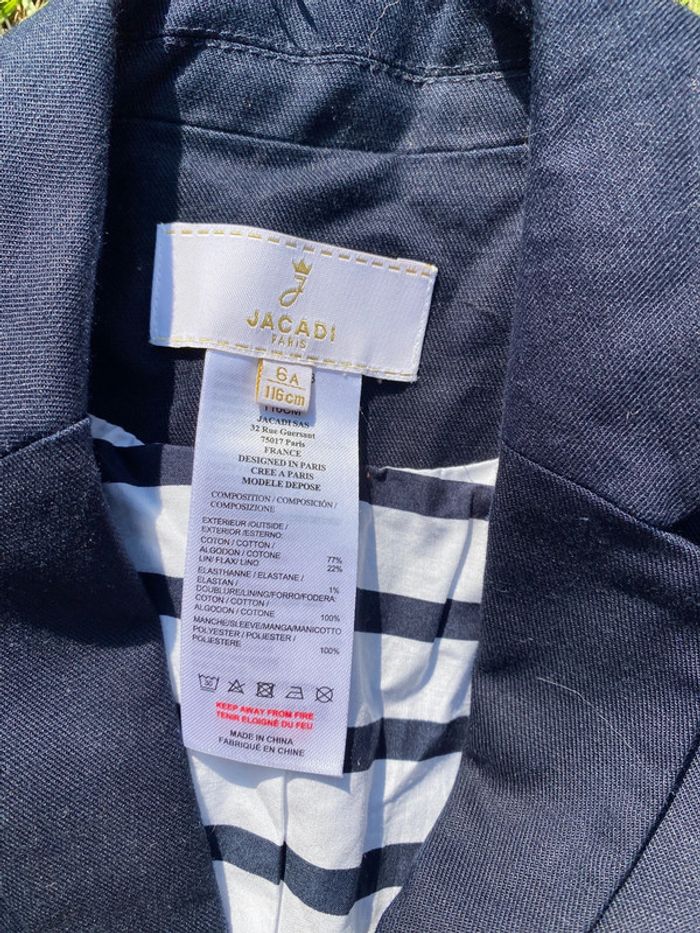 J
JACADI
PARIS
6A
116cm
116CM
JACADI SAS
32 Rue Guersant
75017 Paris
FRANCE
DESIGNED IN PARIS
CREE A PARIS
MODELE DEPOSE
COMPOSITION / COMPOSICIÓN /
COMPOSIZIONE
EXTERIEUR /OUTSIDE /
EXTERIOR /ESTERNO:
COTON / COTTON /
ALGODON / COTONE 77%
LIN/ FLAX/ LINO 22%
ELASTHANNE / ELASTANE /
ELASTAN / 1%
DOUBLURE/LINING/FORRO/FODERA:
COTON / COTTON /
ALGODON / COTONE 100%
MANCHE/SLEEVE/MANGA/MANICOTTO
POLYESTER / POLIESTER /
POLIESTERE 100%
30
KEEP AWAY FROM FIRE
TENIR ELOIGNÉ DU FEU
MADE IN CHINA
FABRIQUÉ EN CHINE